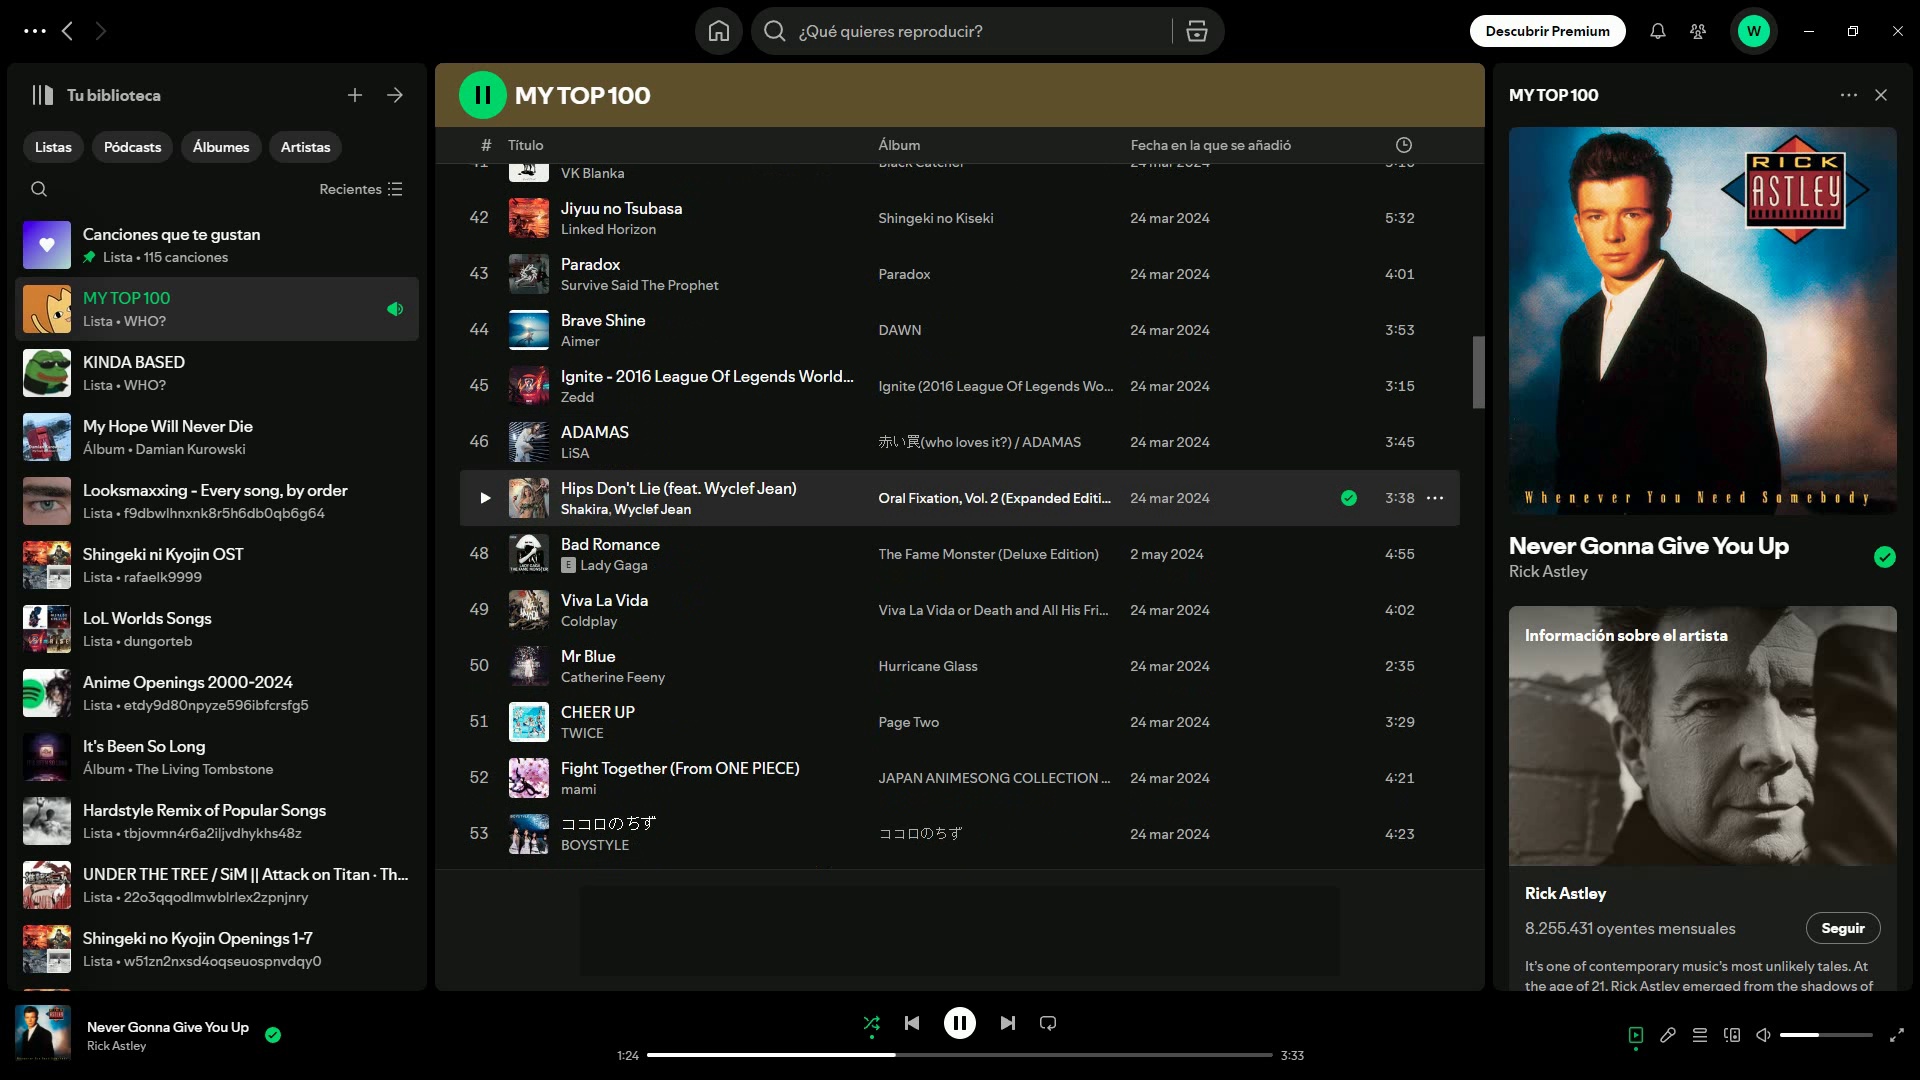 ¿Qué quieres reproducir?
Descubrir Premium
W
Tu biblioteca
Listas
Pódcasts
Álbumes
Artistas
Recientes
Canciones que te gustan
Lista • 115 canciones
MY TOP 100
Lista • WHO?
KINDA BASED
Lista • WHO?
My Hope Will Never Die
Álbum • Damian Kurowski
Looksmaxxing - Every song, by order
Lista • f9dbwlhnxnk8r5h6db0qb6g64
Shingeki ni Kyojin OST
Lista • rafaelk9999
LoL Worlds Songs
Lista • dungorteb
Anime Openings 2000-2024
Lista • etdy9d80npyze596ibfcrsfg5
It's Been So Long
Álbum • The Living Tombstone
Hardstyle Remix of Popular Songs
Lista • tbjovmn4r6a2iljvdhykhs48z
UNDER THE TREE / SiM || Attack on Titan · Th...
Lista • 22o3qqodlmwblrlex2zpnjnry
Shingeki no Kyojin Openings 1-7
Lista • w51zn2nxsd4oqseuospnvdqy0
MY TOP 100
# Título Álbum Fecha en la que se añadió
41 Black Catcher 24 mar 2024 3:16
VK Blanka
42 Jiyuu no Tsubasa Shingeki no Kiseki 24 mar 2024 5:32
Linked Horizon
43 Paradox Paradox 24 mar 2024 4:01
Survive Said The Prophet
44 Brave Shine DAWN 24 mar 2024 3:53
Aimer
45 Ignite - 2016 League Of Legends World... Ignite (2016 League Of Legends Wo... 24 mar 2024 3:15
Zedd
46 ADAMAS 赤い罠(who loves it?) / ADAMAS 24 mar 2024 3:45
LiSA
Hips Don't Lie (feat. Wyclef Jean) Oral Fixation, Vol. 2 (Expanded Editi... 24 mar 2024 3:38
Shakira, Wyclef Jean
48 Bad Romance The Fame Monster (Deluxe Edition) 2 may 2024 4:55
E Lady Gaga
49 Viva La Vida Viva La Vida or Death and All His Fri... 24 mar 2024 4:02
Coldplay
50 Mr Blue Hurricane Glass 24 mar 2024 2:35
Catherine Feeny
51 CHEER UP Page Two 24 mar 2024 3:29
TWICE
52 Fight Together (From ONE PIECE) JAPAN ANIMESONG COLLECTION ... 24 mar 2024 4:21
mami
53 ココロのちず ココロのちず 24 mar 2024 4:23
BOYSTYLE
MY TOP 100
RICK
ASTLEY
Whenever You Need Somebody
Never Gonna Give You Up
Rick Astley
Información sobre el artista
Rick Astley
8.255.431 oyentes mensuales
Seguir
It's one of contemporary music's most unlikely tales. At
the age of 21, Rick Astley emerged from the shadows of
Never Gonna Give You Up
Rick Astley
1:24
3:33